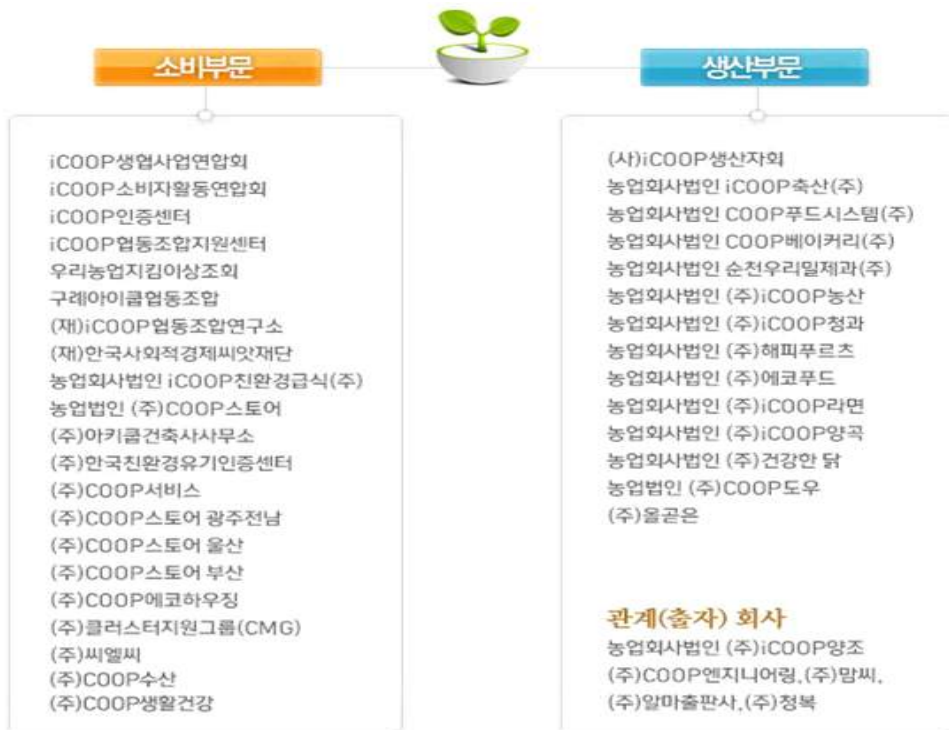 소비부문
iCOOP생협사업연합회
iCOOP소비자활동연합회
iCOOP인증센터
iCOOP협동조합지원센터
우리농업지킴이상조회
구례아이쿱협동조합
(재)iCOOP협동조합연구소
(재)한국사회적경제씨앗재단
농업회사법인 iCOOP친환경급식(주)
농업법인 (주)COOP스토어
(주)아키쿱건축사사무소
(주)한국친환경유기인증센터
(주)COOP서비스
(주)COOP스토어 광주전남
(주)COOP스토어 울산
(주)COOP스토어 부산
(주)COOP에코하우징
(주)클러스터지원그룹(CMG)
(주)씨엘씨
(주)COOP수산
(주)COOP생활건강
생산부문
(사)iCOOP생산자회
농업회사법인 iCOOP축산(주)
농업회사법인 COOP푸드시스템(주)
농업회사법인 COOP베이커리(주)
농업회사법인 순천우리밀제과(주)
농업회사법인 (주)iCOOP농산
농업회사법인 (주)iCOOP청과
농업회사법인 (주)해피푸르츠
농업회사법인 (주)에코푸드
농업회사법인 (주)iCOOP라면
농업회사법인 (주)iCOOP양곡
농업회사법인 (주)건강한 닭
농업법인 (주)COOP도우
(주)올곧은
관계(출자) 회사
농업회사법인 (주)iCOOP양조
(주)COOP엔지니어링,(주)맘씨,
(주)알마출판사,(주)청복